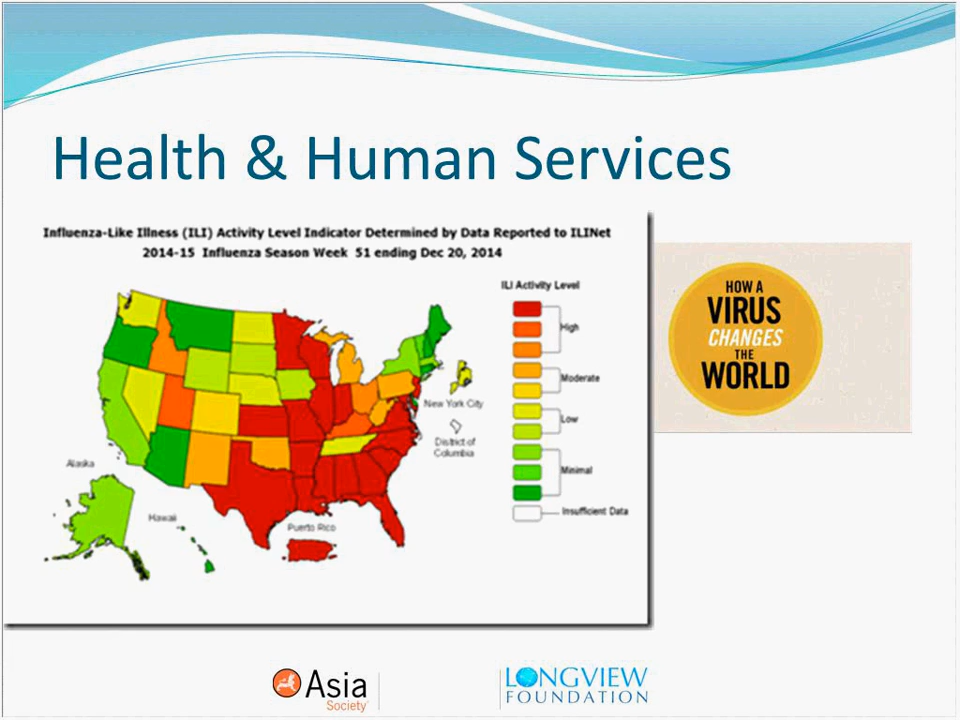 Health & Human Services
Influenza-Like Illness (ILI) Activity Level Indicator Determined by Data Reported to ILINet
2014-15 Influenza Season Week 51 ending Dec 20, 2014
ILI Activity Level
High
Moderate
Low
Minimal
Insufficient Data
New York City
District of
Columbia
Alaska
Hawaii
Puerto Rico
HOW A
VIRUS
CHANGES
THE
WORLD
Asia
Society
LONGVIEW
FOUNDATION